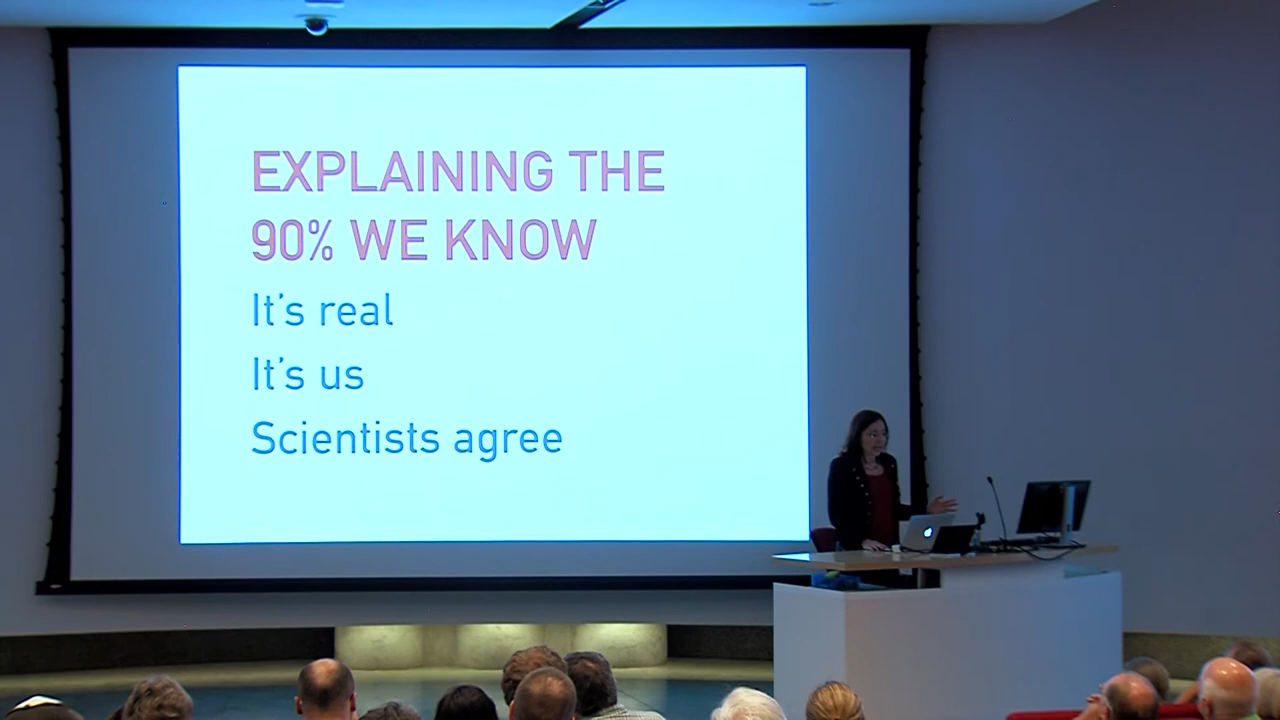 EXPLAINING THE
90% WE KNOW
It's real
It's us
Scientists agree